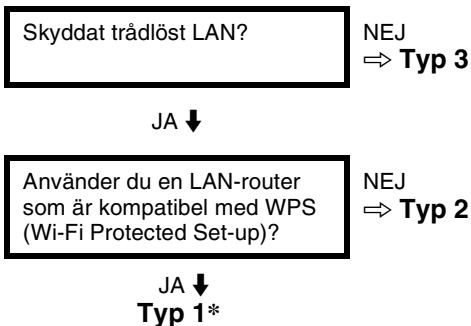 Skyddat trådlöst LAN?
NEJ
⇨ Typ 3
JA ⬇
Använder du en LAN-router
som är kompatibel med WPS
(Wi-Fi Protected Set-up)?
NEJ
⇨ Typ 2
JA ⬇
Typ 1*